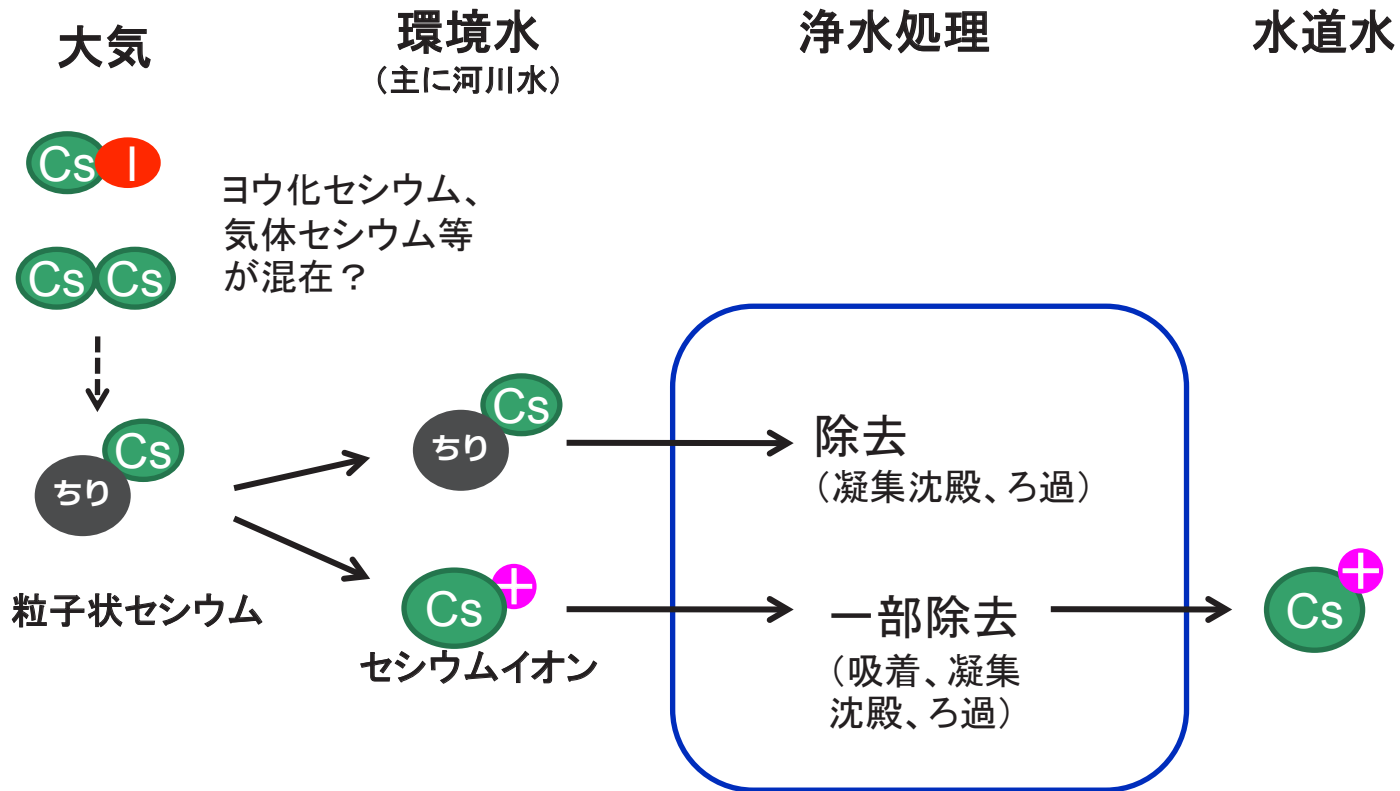 大気
環境水
（主に河川水）
浄水処理
水道水
Cs I
ヨウ化セシウム、
気体セシウム等
が混在？
Cs Cs
Cs
ちり
粒子状セシウム
Cs
ちり
除去
（凝集沈殿、ろ過）
Cs +
セシウムイオン
一部除去
（吸着、凝集
沈殿、ろ過）
Cs +